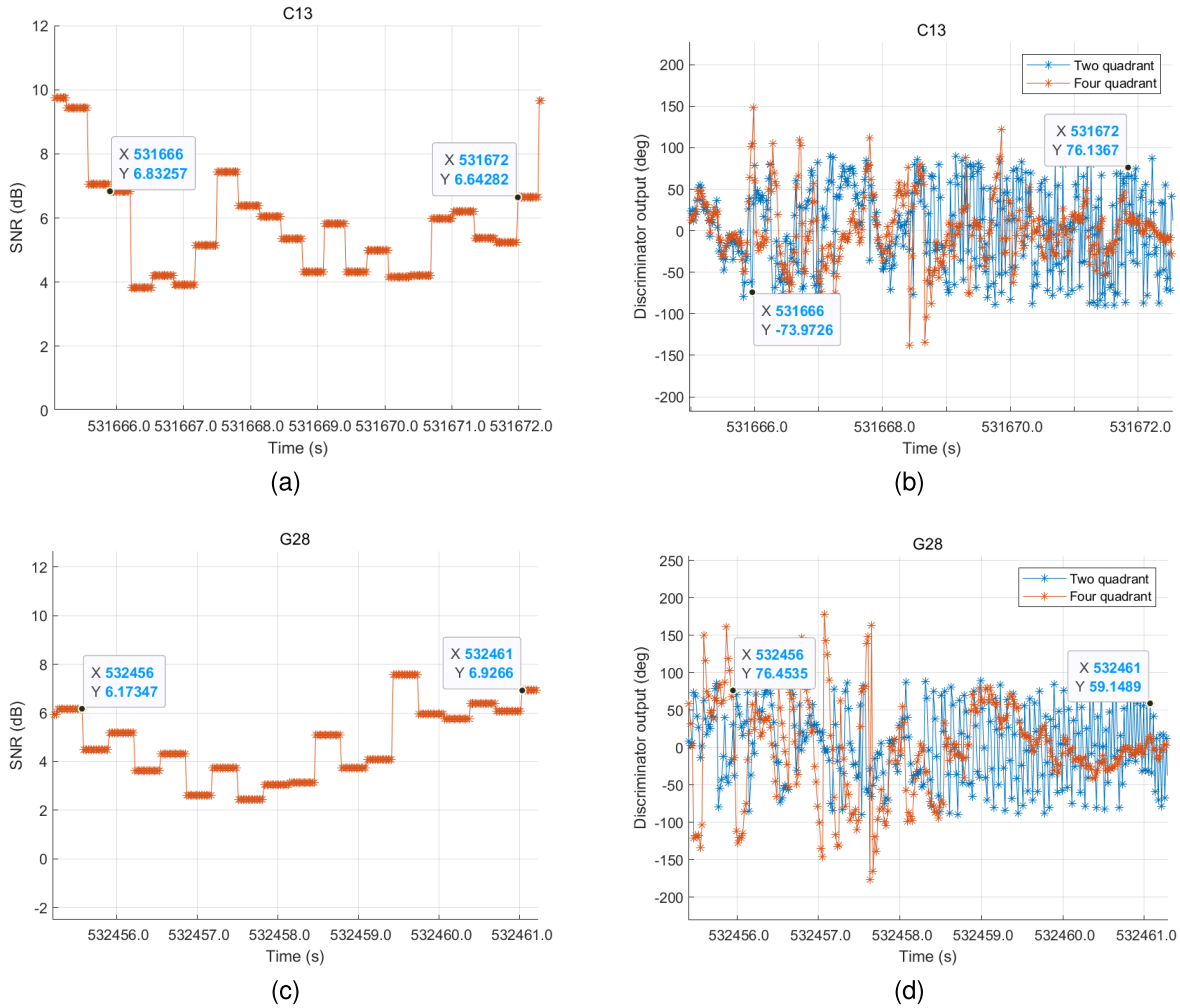 C13
12
10
8
6
4
2
0
SNR (dB)
X 531666
Y 6.83257
X 531672
Y 6.64282
531666.0 531667.0 531668.0 531669.0 531670.0 531671.0 531672.0
Time (s)
(a)
C13
200
150
100
50
0
-50
-100
-150
-200
Discriminator output (deg)
Two quadrant
Four quadrant
X 531672
Y 76.1367
X 531666
Y -73.9726
531666.0 531668.0 531670.0 531672.0
Time (s)
(b)
G28
12
10
8
6
4
2
0
-2
SNR (dB)
X 532456
Y 6.17347
X 532461
Y 6.9266
532456.0 532457.0 532458.0 532459.0 532460.0 532461.0
Time (s)
(c)
G28
250
200
150
100
50
0
-50
-100
-150
-200
Discriminator output (deg)
Two quadrant
Four quadrant
X 532456
Y 76.4535
X 532461
Y 59.1489
532456.0 532457.0 532458.0 532459.0 532460.0 532461.0
Time (s)
(d)